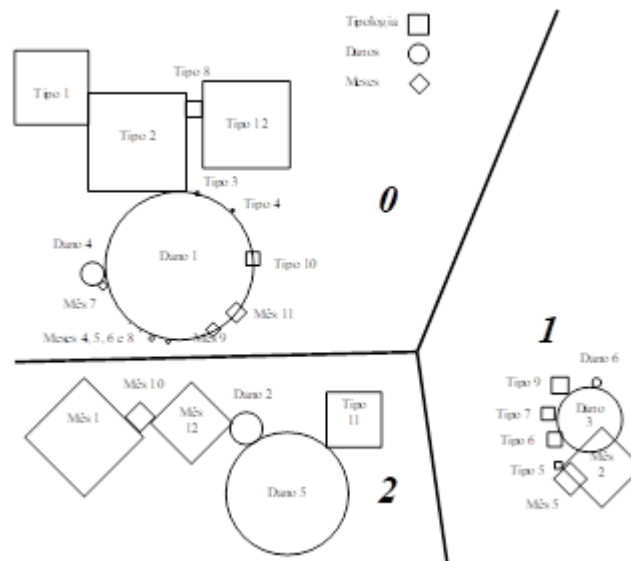 Tipologia
Danos
Meses
Tipo 8
Tipo 1
Tipo 2
Tipo 12
Tipo 3
Tipo 4
0
Dano 4
Dano 1
Tipo 10
Mês 7
Mês 11
Meses 4, 5, 6 e 8
Mês 9
1
Dano 6
Tipo 9
Dano
3
Tipo 7
Tipo 6
Mês
2
Tipo 5
Mês 5
Mês 10
Mês 1
Mês
12
Dano 2
Tipo
11
Dano 5
2